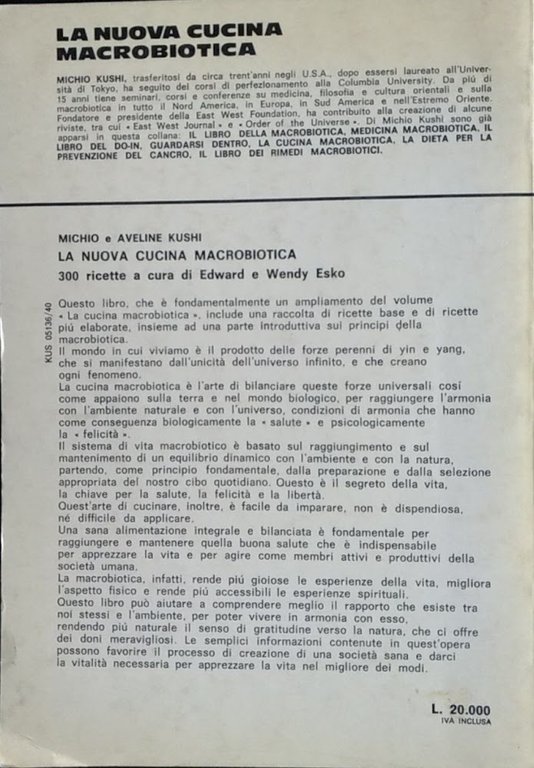 LA NUOVA CUCINA
MACROBIOTICA
MICHIO KUSHI, trasferitosi da circa trent'anni negli U.S.A., dopo essersi laureato all'Univer-
sità di Tokyo, ha seguito dei corsi di perfezionamento alla Columbia University. Da piú di
15 anni tiene seminari, corsi e conferenze su medicina, filosofia e cultura orientali e sulla
macrobiotica in tutto il Nord America, in Europa, in Sud America e nell'Estremo Oriente.
Fondatore e presidente della East West Foundation, ha contribuito alla creazione di alcune
riviste, tra cui « East West Journal » e « Order of the Universe ». Di Michio Kushi sono già
apparsi in questa collana: IL LIBRO DELLA MACROBIOTICA, MEDICINA MACROBIOTICA, IL
LIBRO DEL DO-IN, GUARDARSI DENTRO, LA CUCINA MACROBIOTICA, LA DIETA PER LA
PREVENZIONE DEL CANCRO, IL LIBRO DEI RIMEDI MACROBIOTICI.
MICHIO e AVELINE KUSHI
LA NUOVA CUCINA MACROBIOTICA
300 ricette a cura di Edward e Wendy Esko
KUS 05136/40
Questo libro, che è fondamentalmente un ampliamento del volume
« La cucina macrobiotica », include una raccolta di ricette base e di ricette
piú elaborate, insieme ad una parte introduttiva sui principi della
macrobiotica.
Il mondo in cui viviamo è il prodotto delle forze perenni di yin e yang,
che si manifestano dall'unicità dell'universo infinito, e che creano
ogni fenomeno.
La cucina macrobiotica è l'arte di bilanciare queste forze universali cosí
come appaiono sulla terra e nel mondo biologico, per raggiungere l'armonia
con l'ambiente naturale e con l'universo, condizioni di armonia che hanno
come conseguenza biologicamente la « salute » e psicologicamente
la « felicità ».
Il sistema di vita macrobiotico è basato sul raggiungimento e sul
mantenimento di un equilibrio dinamico con l'ambiente e con la natura,
partendo, come principio fondamentale, dalla preparazione e dalla selezione
appropriata del nostro cibo quotidiano. Questo è il segreto della vita,
la chiave per la salute, la felicità e la libertà.
Quest'arte di cucinare, inoltre, è facile da imparare, non è dispendiosa,
né difficile da applicare.
Una sana alimentazione integrale e bilanciata è fondamentale per
raggiungere e mantenere quella buona salute che è indispensabile
per apprezzare la vita e per agire come membri attivi e produttivi della
società umana.
La macrobiotica, infatti, rende piú gioiose le esperienze della vita, migliora
l'aspetto fisico e rende piú accessibili le esperienze spirituali.
Questo libro può aiutare a comprendere meglio il rapporto che esiste tra
noi stessi e l'ambiente, per poter vivere in armonia con esso,
rendendo piú naturale il senso di gratitudine verso la natura, che ci offre
dei doni meravigliosi. Le semplici informazioni contenute in quest'opera
possono favorire il processo di creazione di una società sana e darci
la vitalità necessaria per apprezzare la vita nel migliore dei modi.
L. 20.000
IVA INCLUSA